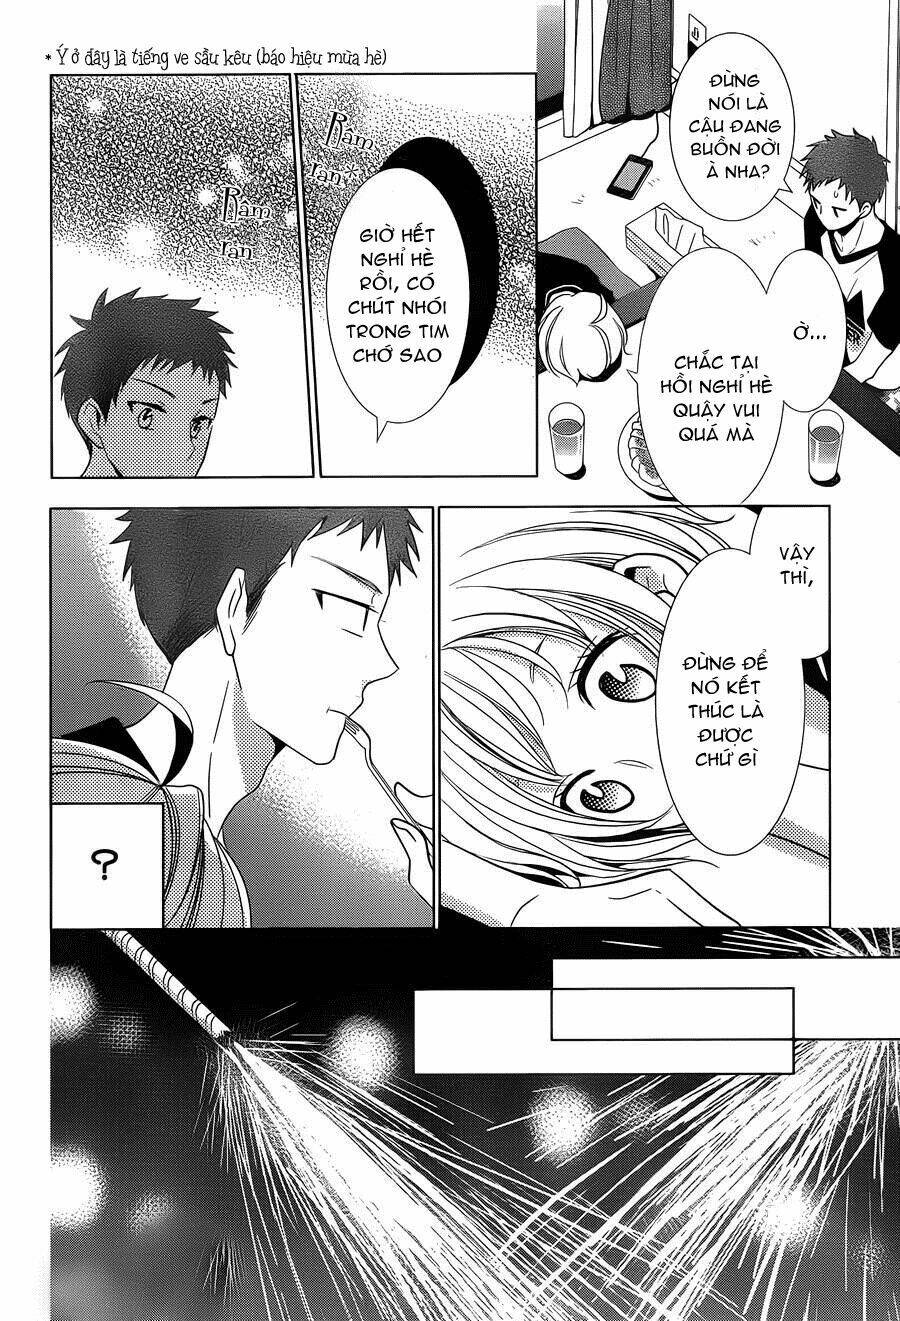 * Ý ở đây là tiếng ve sầu kêu (báo hiệu mùa hè)
ĐỪNG
NÓI LÀ
CẬU ĐANG
BUỒN ĐỜI
À NHA?
Ờ...
CHẮC TẠI
HỒI NGHỈ HÈ
QUẬY VUI
QUÁ MÀ
GIỜ HẾT
NGHỈ HÈ
RỒI, CÓ
CHÚT NHÓI
TRONG TIM
CHỚ SAO
Râm
ran*
Râm
ran
VẬY
THÌ,
ĐỪNG ĐỂ
NÓ KẾT
THÚC LÀ
ĐƯỢC
CHỨ GÌ
?